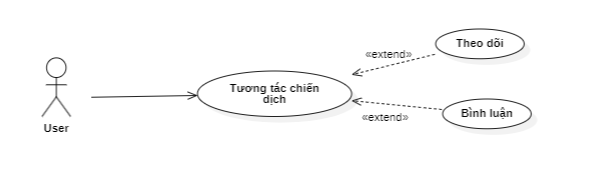 Theo dõi
«extend»
Tương tác chiến
dịch
Bình luận
«extend»
User